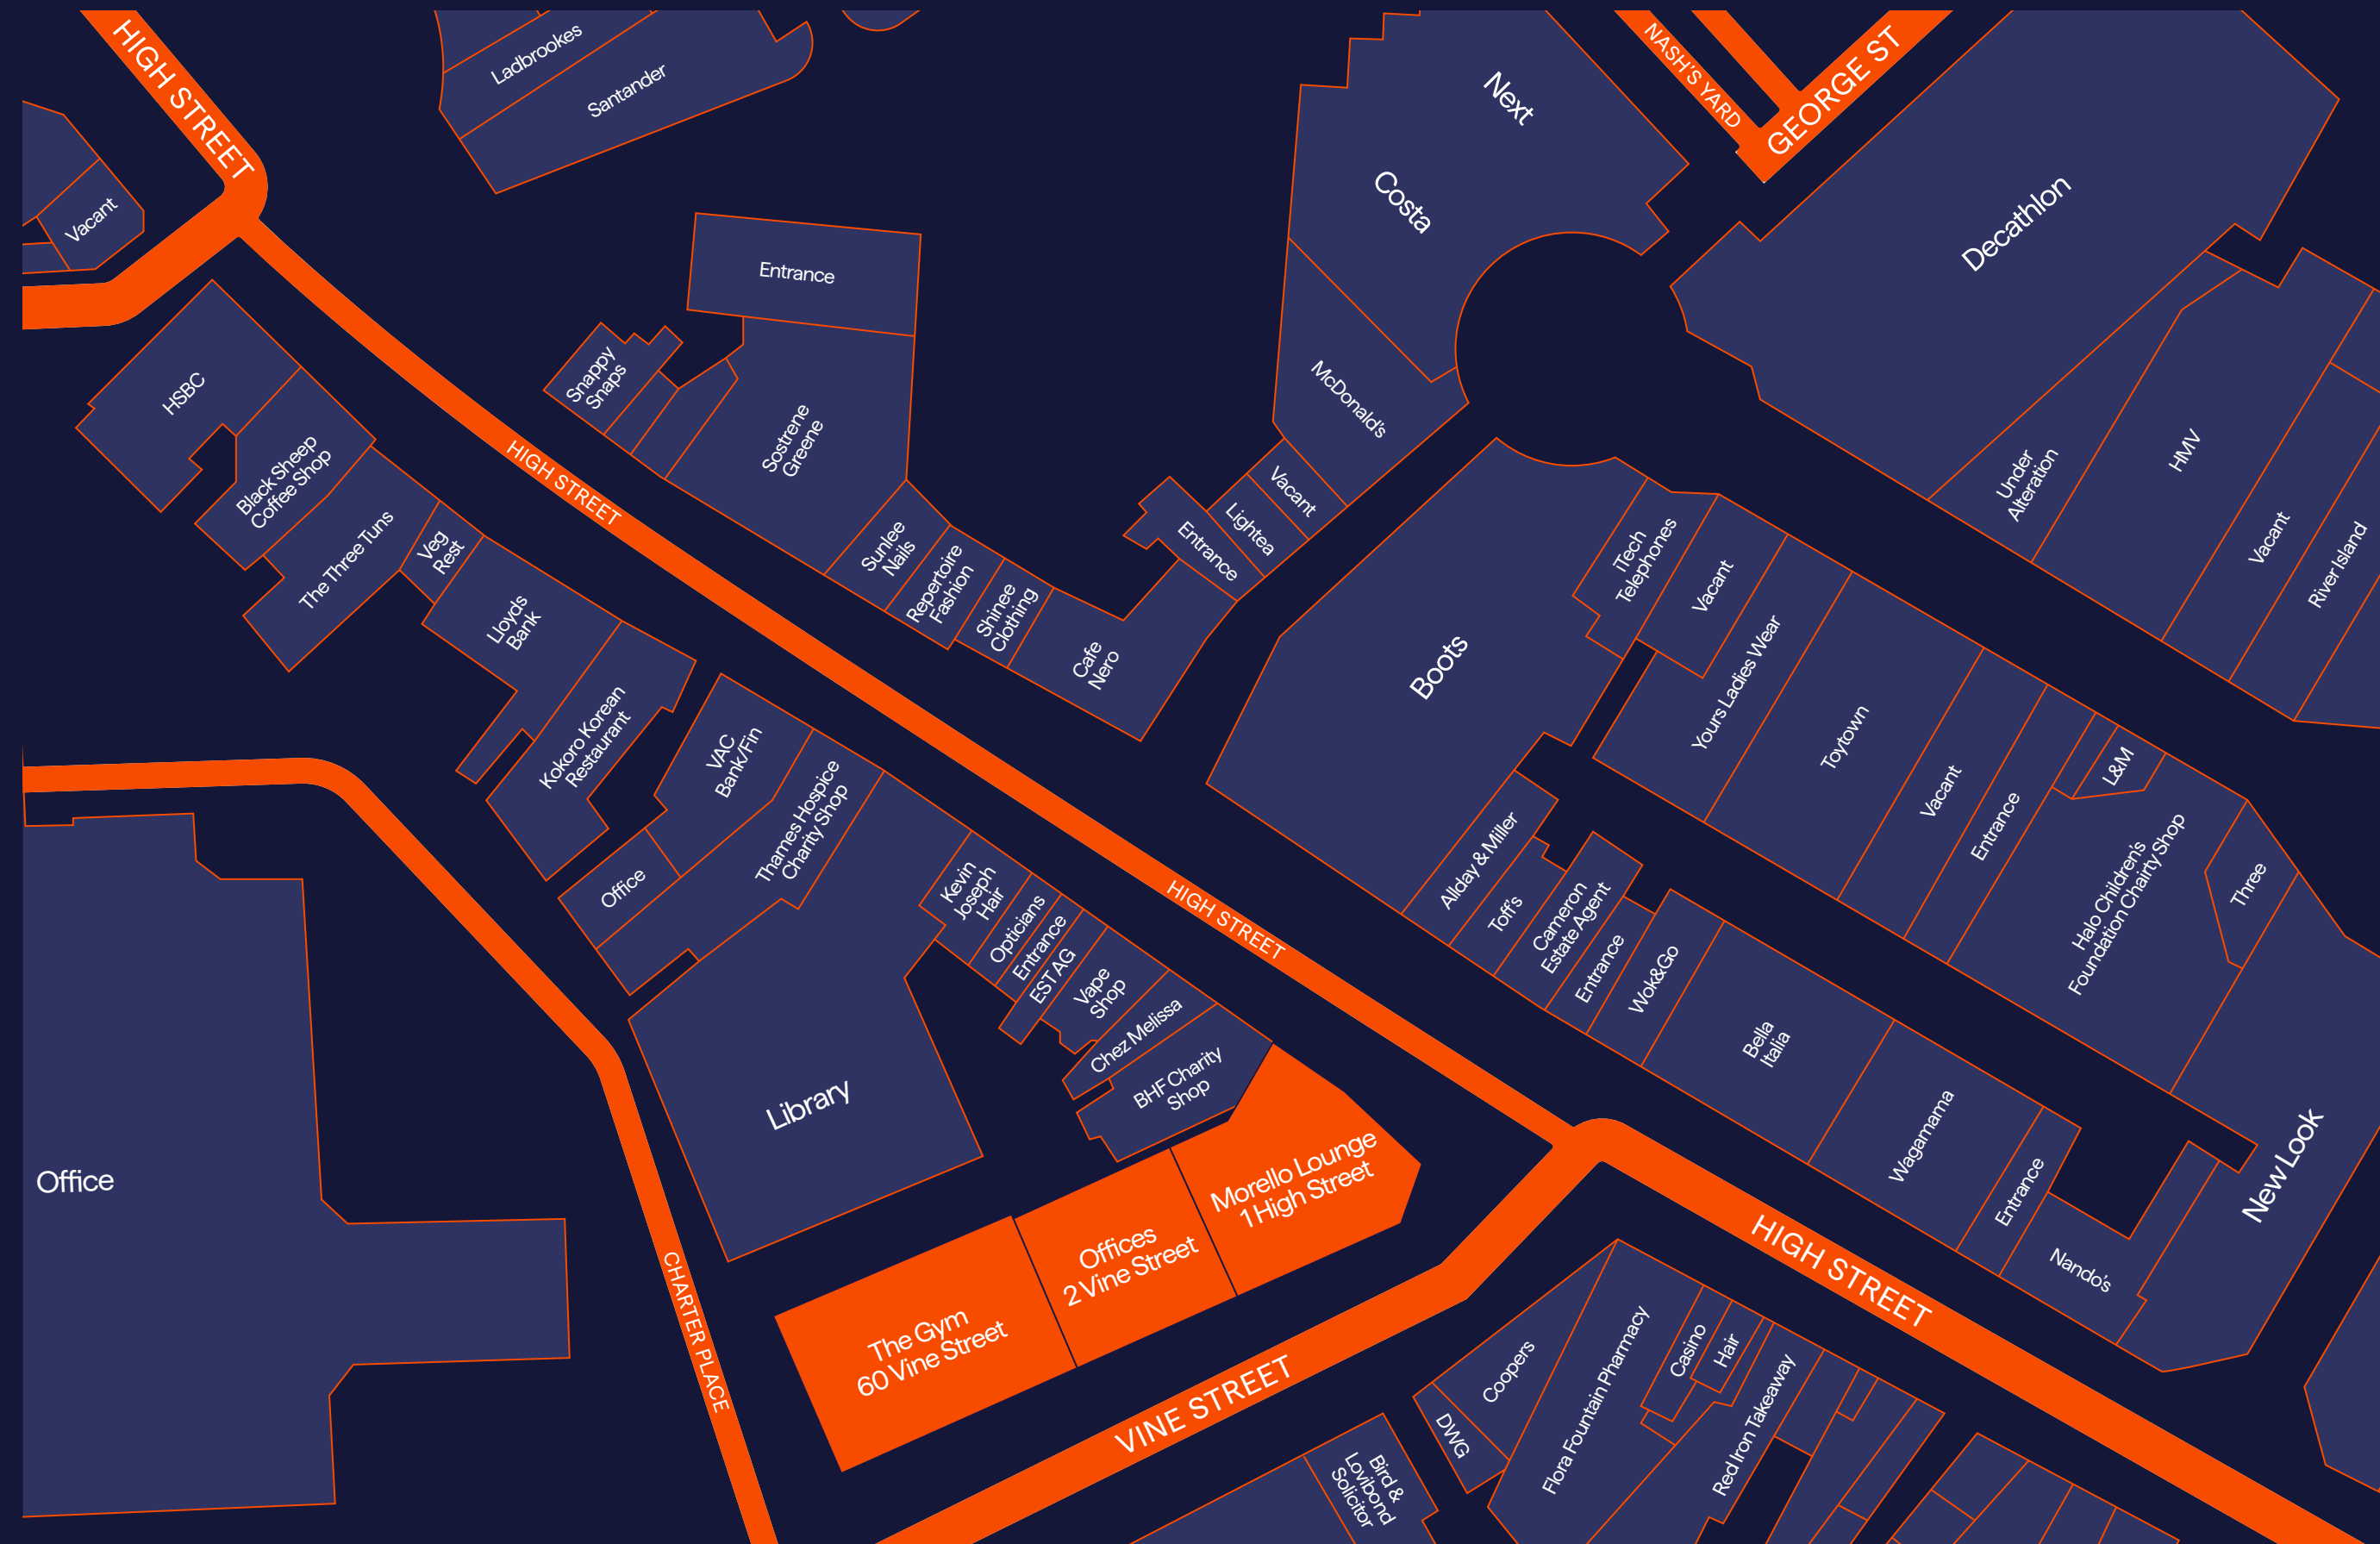 HIGH STREET
Ladbrookes
Santander
Vacant
Next
Costa
NASH'S YARD
GEORGE ST
Decathlon
Entrance
Snappy
Snaps
Sostrene
Greene
HSBC
Black Sheep
Coffee Shop
The Three Tuns
Veg
Rest
Lloyds
Bank
Kokoro Korean
Restaurant
HIGH STREET
Sunlee
Nails
Repertoire
Fashion
Shinee
Clothing
Cafe
Nero
Entrance
Lightea
Vacant
McDonald's
Boots
iTech
Telephones
Vacant
Yours Ladies Wear
Toytown
Vacant
Entrance
L&M
Halo Children's
Foundation Chairty Shop
Three
Under
Alteration
HMV
Vacant
River Island
VAC
Bank/Fin
Thames Hospice
Charity Shop
Office
Kevin
Joseph
Hair
Opticians
Entrance
ESTAG
Vape
Shop
Chez Melissa
BHF Charity
Shop
Library
HIGH STREET
Allday & Miller
Toff's
Cameron
Estate Agent
Entrance
Wok&Go
Bella
Italia
Wagamama
Entrance
Nando's
New Look
Office
Morello Lounge
1 High Street
Offices
2 Vine Street
The Gym
60 Vine Street
CHARTER PLACE
VINE STREET
HIGH STREET
Coopers
DWG
Flora Fountain Pharmacy
Casino
Hair
Red Iron Takeaway
Bird &
Lovibond
Solicitor